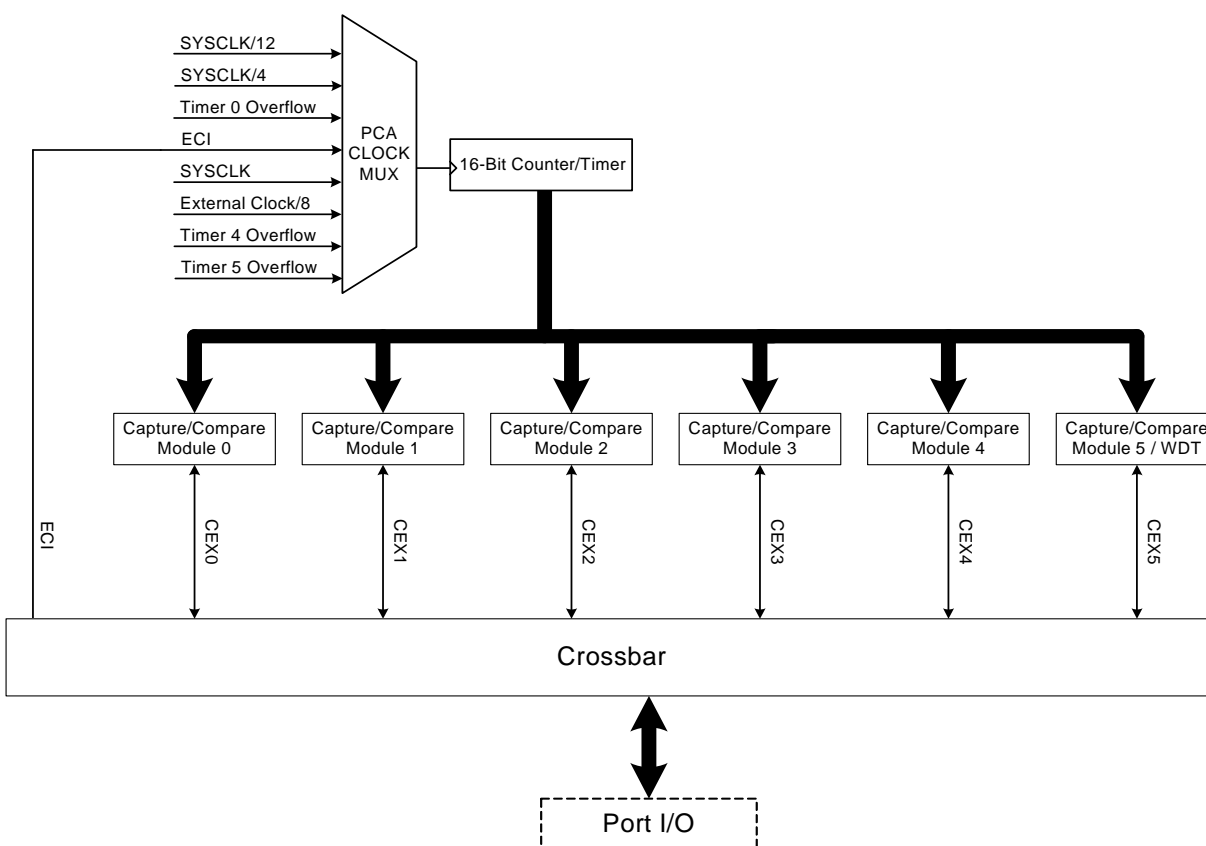 SYSCLK/12
SYSCLK/4
Timer 0 Overflow
ECI
SYSCLK
External Clock/8
Timer 4 Overflow
Timer 5 Overflow
PCA
CLOCK
MUX
16-Bit Counter/Timer
Capture/Compare
Module 0
Capture/Compare
Module 1
Capture/Compare
Module 2
Capture/Compare
Module 3
Capture/Compare
Module 4
Capture/Compare
Module 5 / WDT
ECI
CEX0
CEX1
CEX2
CEX3
CEX4
CEX5
Crossbar
Port I/O